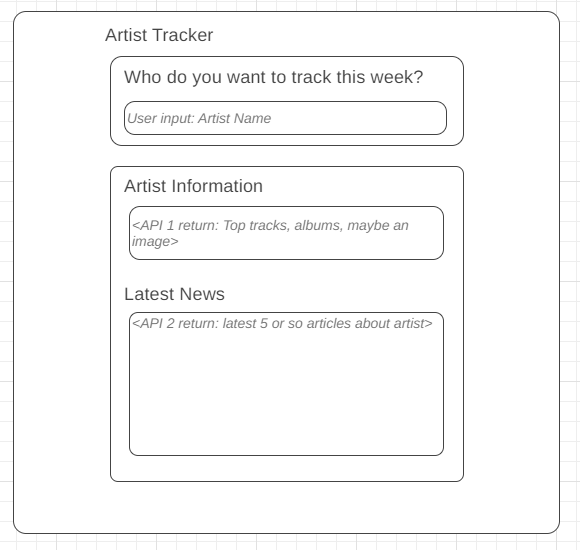 Artist Tracker
Who do you want to track this week?
User input: Artist Name
Artist Information
<API 1 return: Top tracks, albums, maybe an
image>
Latest News
<API 2 return: latest 5 or so articles about artist>